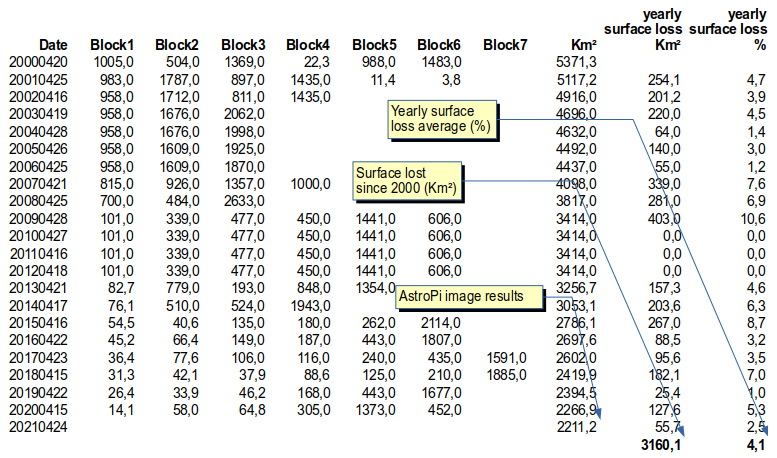 yearly yearly
surface loss surface loss
Date Block1 Block2 Block3 Block4 Block5 Block6 Block7 Km² Km² %
20000420 1005,0 504,0 1369,0 22,3 988,0 1483,0 5371,3
20010425 983,0 1787,0 897,0 1435,0 11,4 3,8 5117,2 254,1 4,7
20020416 958,0 1712,0 811,0 1435,0 4916,0 201,2 3,9
20030419 958,0 1676,0 2062,0 4696,0 220,0 4,5
20040428 958,0 1676,0 1998,0 4632,0 64,0 1,4
20050426 958,0 1609,0 1925,0 4492,0 140,0 3,0
20060425 958,0 1609,0 1870,0 4437,0 55,0 1,2
20070421 815,0 926,0 1357,0 1000,0 4098,0 339,0 7,6
20080425 700,0 484,0 2633,0 3817,0 281,0 6,9
20090428 101,0 339,0 477,0 450,0 1441,0 606,0 3414,0 403,0 10,6
20100427 101,0 339,0 477,0 450,0 1441,0 606,0 3414,0 0,0 0,0
20110416 101,0 339,0 477,0 450,0 1441,0 606,0 3414,0 0,0 0,0
20120418 101,0 339,0 477,0 450,0 1441,0 606,0 3414,0 0,0 0,0
20130421 82,7 779,0 193,0 848,0 1354,0 3256,7 157,3 4,6
20140417 76,1 510,0 524,0 1943,0 3053,1 203,6 6,3
20150416 54,5 40,6 135,0 180,0 262,0 2114,0 2786,1 267,0 8,7
20160422 45,2 66,4 149,0 187,0 443,0 1807,0 2697,6 88,5 3,2
20170423 36,4 77,6 106,0 116,0 240,0 435,0 1591,0 2602,0 95,6 3,5
20180415 31,3 42,1 37,9 88,6 125,0 210,0 1885,0 2419,9 182,1 7,0
20190422 26,4 33,9 46,2 168,0 443,0 1677,0 2394,5 25,4 1,0
20200415 14,1 58,0 64,8 305,0 1373,0 452,0 2266,9 127,6 5,3
20210424 2211,2 55,7 2,5
3160,1 4,1
Yearly surface
loss average (%)
Surface lost
since 2000 (Km²)
AstroPi image results